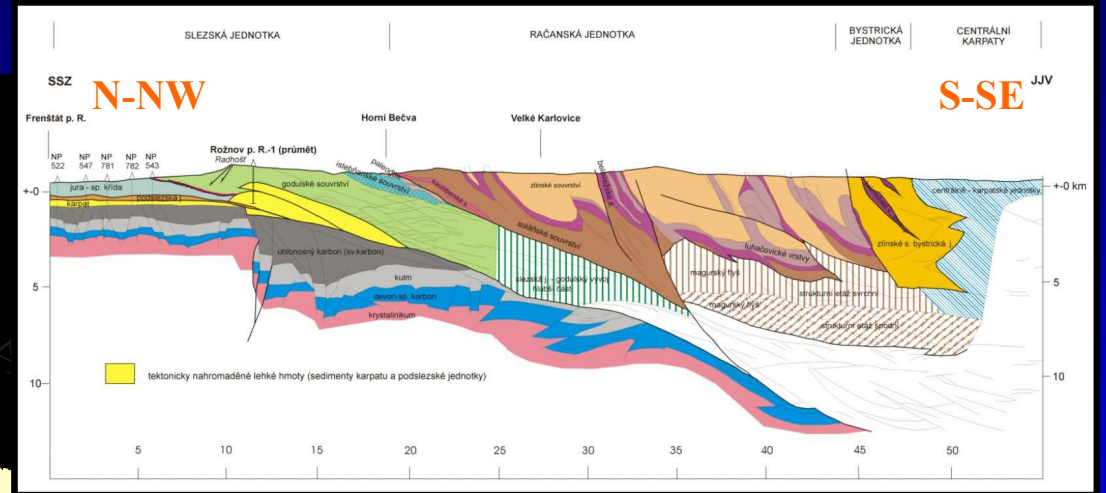 SLEZSKÁ JEDNOTKA
RAČANSKÁ JEDNOTKA
BYSTRICKÁ
JEDNOTKA
CENTRÁLNÍ
KARPATY
SSZ
JJV
N-NW
S-SE
Frenštát p. R.
Horní Bečva
Velké Karlovice
NP
522
NP
547
NP
781
NP
782
NP
543
Rožnov p. R.-1 (průmět)
Radhošť
paleogén
istebňanské souvrství
kaumberské s.
godulské souvrství
zlínské souvrství
belovežské s.
+-0
+-0 km
jura - sp. křída
podslezská j.
karpat
centrálně - karpatské jednotky
soláňské souvrství
luhačovické vrstvy
zlínské s. bystrická. j.
uhlonosný karbon (sv.karbon)
kulm
devon-sp. karbon
krystalinikum
slezská j. - godulský vývoj
hlubší část
magurský flyš
strukturní etáž svrchní
magurský flyš
strukturní etáž spodní
5
5
10
10
tektonicky nahromaděné lehké hmoty (sedimenty karpatu a podslezské jednotky)
5
10
15
20
25
30
35
40
45
50